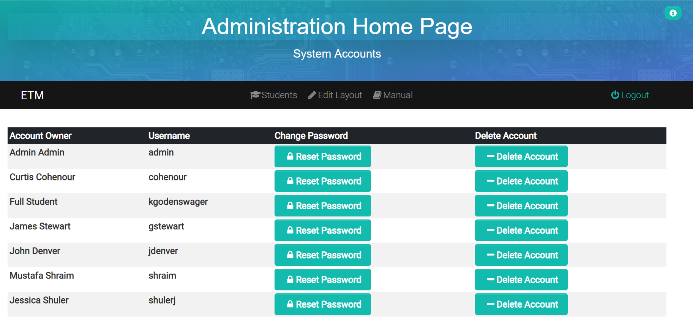 Administration Home Page
System Accounts
ETM Students Edit Layout Manual Logout
Account Owner Username Change Password Delete Account
Admin Admin admin Reset Password Delete Account
Curtis Cohenour cohenour Reset Password Delete Account
Full Student kgodenswager Reset Password Delete Account
James Stewart gstewart Reset Password Delete Account
John Denver jdenver Reset Password Delete Account
Mustafa Shraim shraim Reset Password Delete Account
Jessica Shuler shulerj Reset Password Delete Account